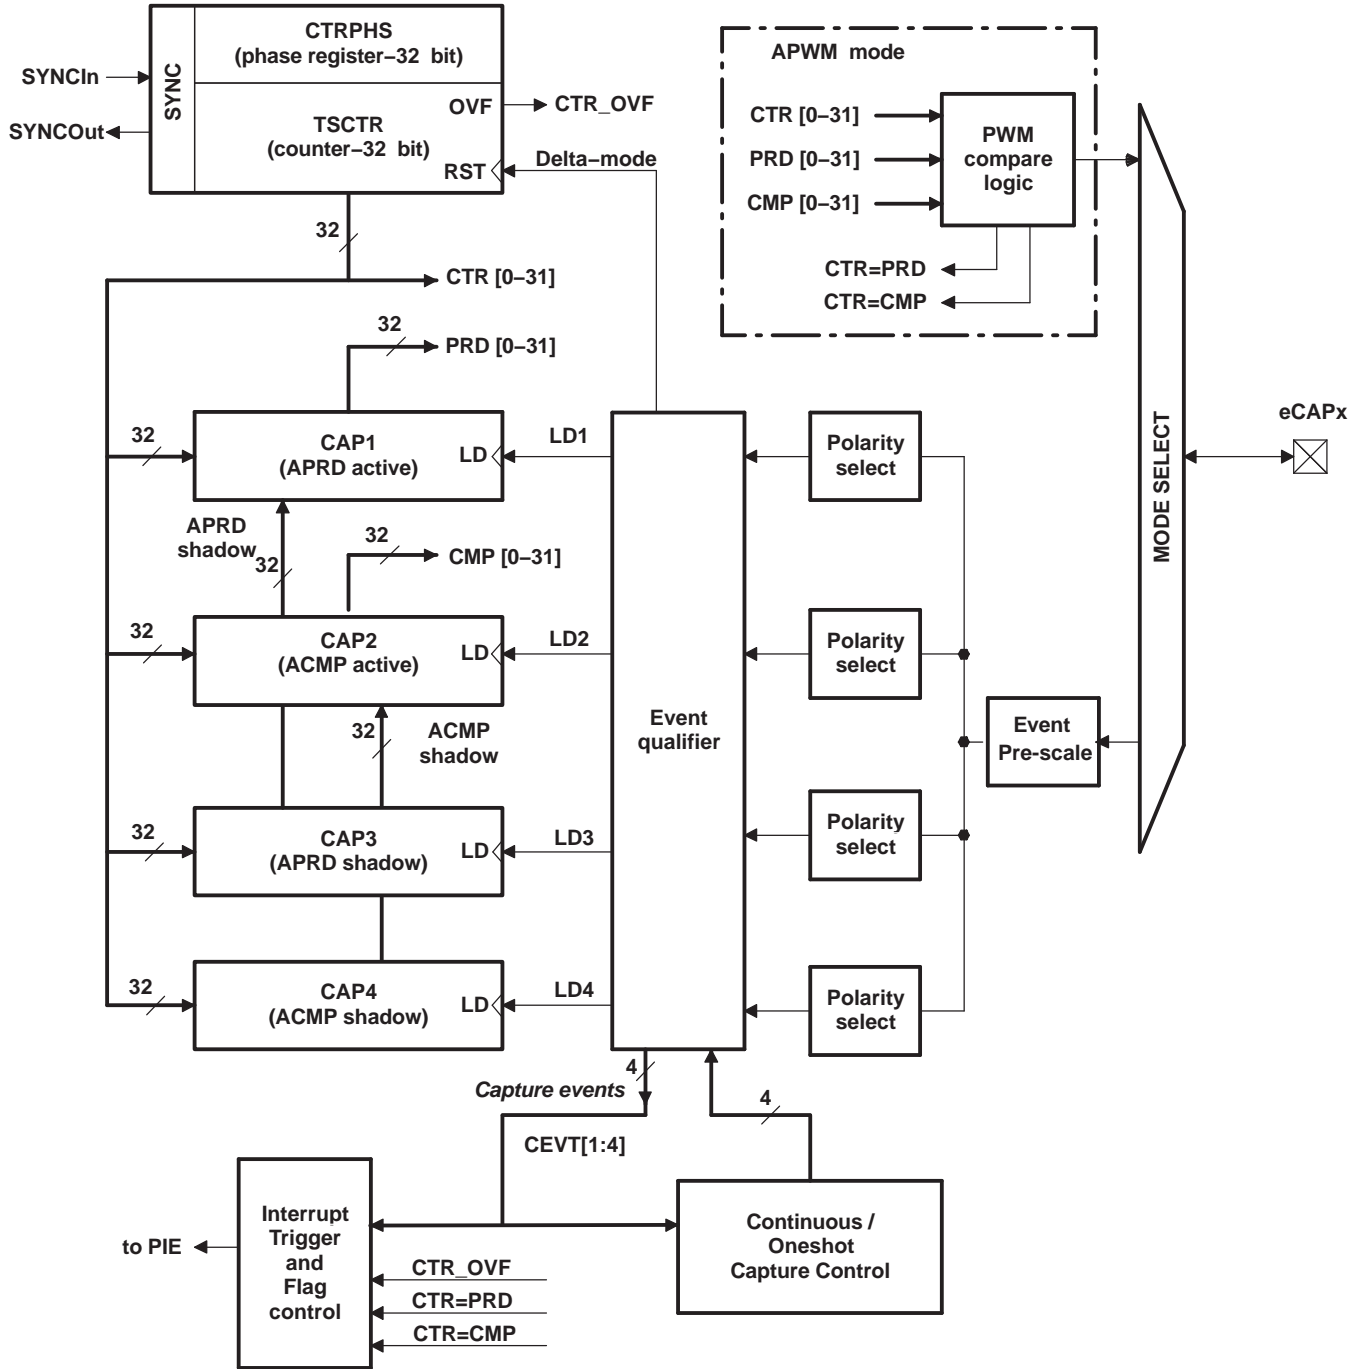 CTRPHS
(phase register−32 bit)
SYNC
SYNCIn
SYNCOut
OVF
CTR_OVF
TSCTR
(counter−32 bit)
RST
Delta−mode
32
CTR [0−31]
32
PRD [0−31]
APWM mode
CTR [0−31]
PRD [0−31]
CMP [0−31]
PWM
compare
logic
CTR=PRD
CTR=CMP
MODE SELECT
eCAPx
32
CAP1
(APRD active)
LD
LD1
Polarity
select
APRD
shadow
32
32
CMP [0−31]
32
CAP2
(ACMP active)
LD
LD2
Polarity
select
32
ACMP
shadow
Event
qualifier
Event
Pre-scale
32
CAP3
(APRD shadow)
LD
LD3
Polarity
select
32
CAP4
(ACMP shadow)
LD
LD4
Polarity
select
4
Capture events
4
CEVT[1:4]
Interrupt
Trigger
and
Flag
control
to PIE
CTR_OVF
CTR=PRD
CTR=CMP
Continuous /
Oneshot
Capture Control